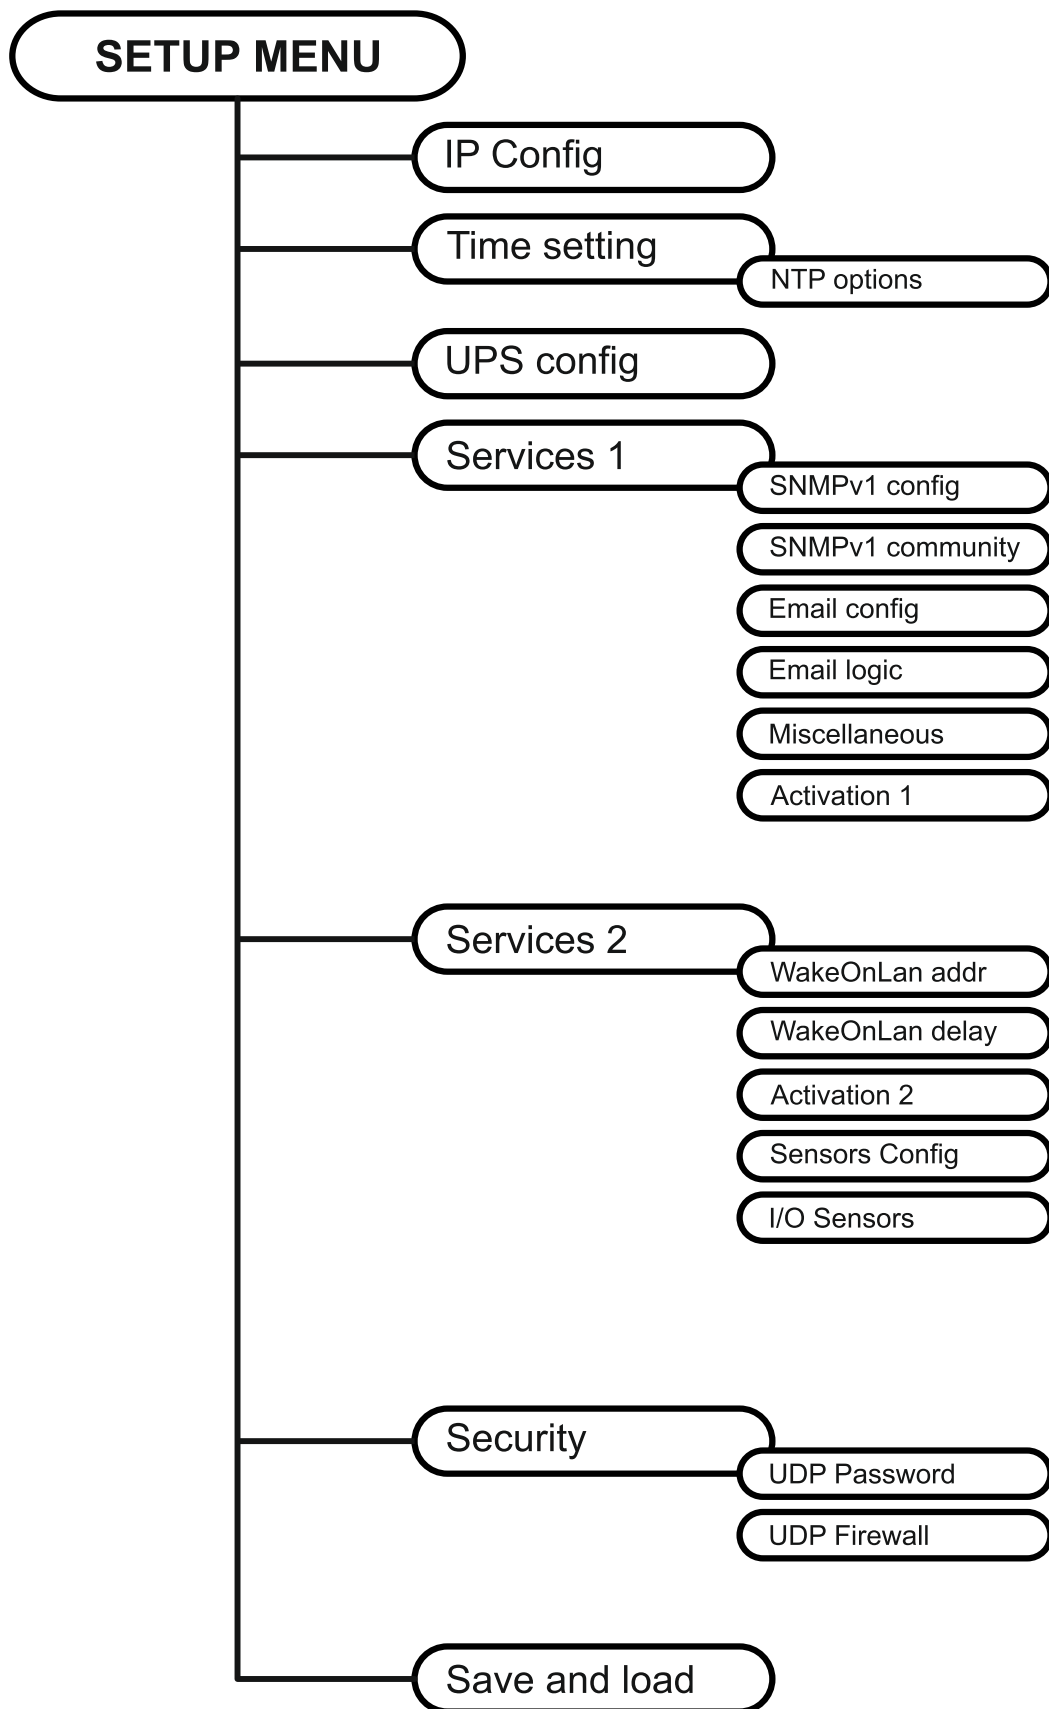 SETUP MENU
IP Config
Time setting
NTP options
UPS config
Services 1
SNMPv1 config
SNMPv1 community
Email config
Email logic
Miscellaneous
Activation 1
Services 2
WakeOnLan addr
WakeOnLan delay
Activation 2
Sensors Config
I/O Sensors
Security
UDP Password
UDP Firewall
Save and load